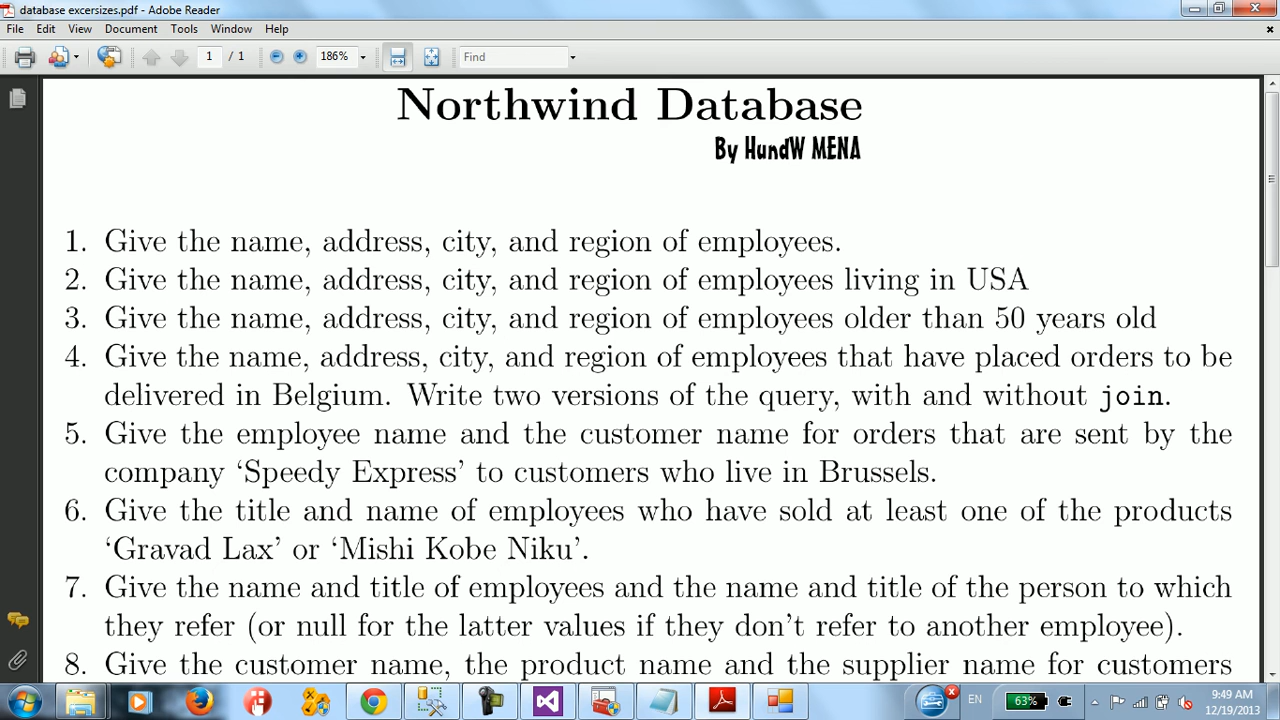 database excersizes.pdf - Adobe Reader
File Edit View Document Tools Window Help
1 / 1 186% Find
Northwind Database
By HundW MENA
1. Give the name, address, city, and region of employees.
2. Give the name, address, city, and region of employees living in USA
3. Give the name, address, city, and region of employees older than 50 years old
4. Give the name, address, city, and region of employees that have placed orders to be
delivered in Belgium. Write two versions of the query, with and without join.
5. Give the employee name and the customer name for orders that are sent by the
company ‘Speedy Express’ to customers who live in Brussels.
6. Give the title and name of employees who have sold at least one of the products
‘Gravad Lax’ or ‘Mishi Kobe Niku’.
7. Give the name and title of employees and the name and title of the person to which
they refer (or null for the latter values if they don’t refer to another employee).
8. Give the customer name, the product name and the supplier name for customers
EN 63% 9:49 AM
12/19/2013